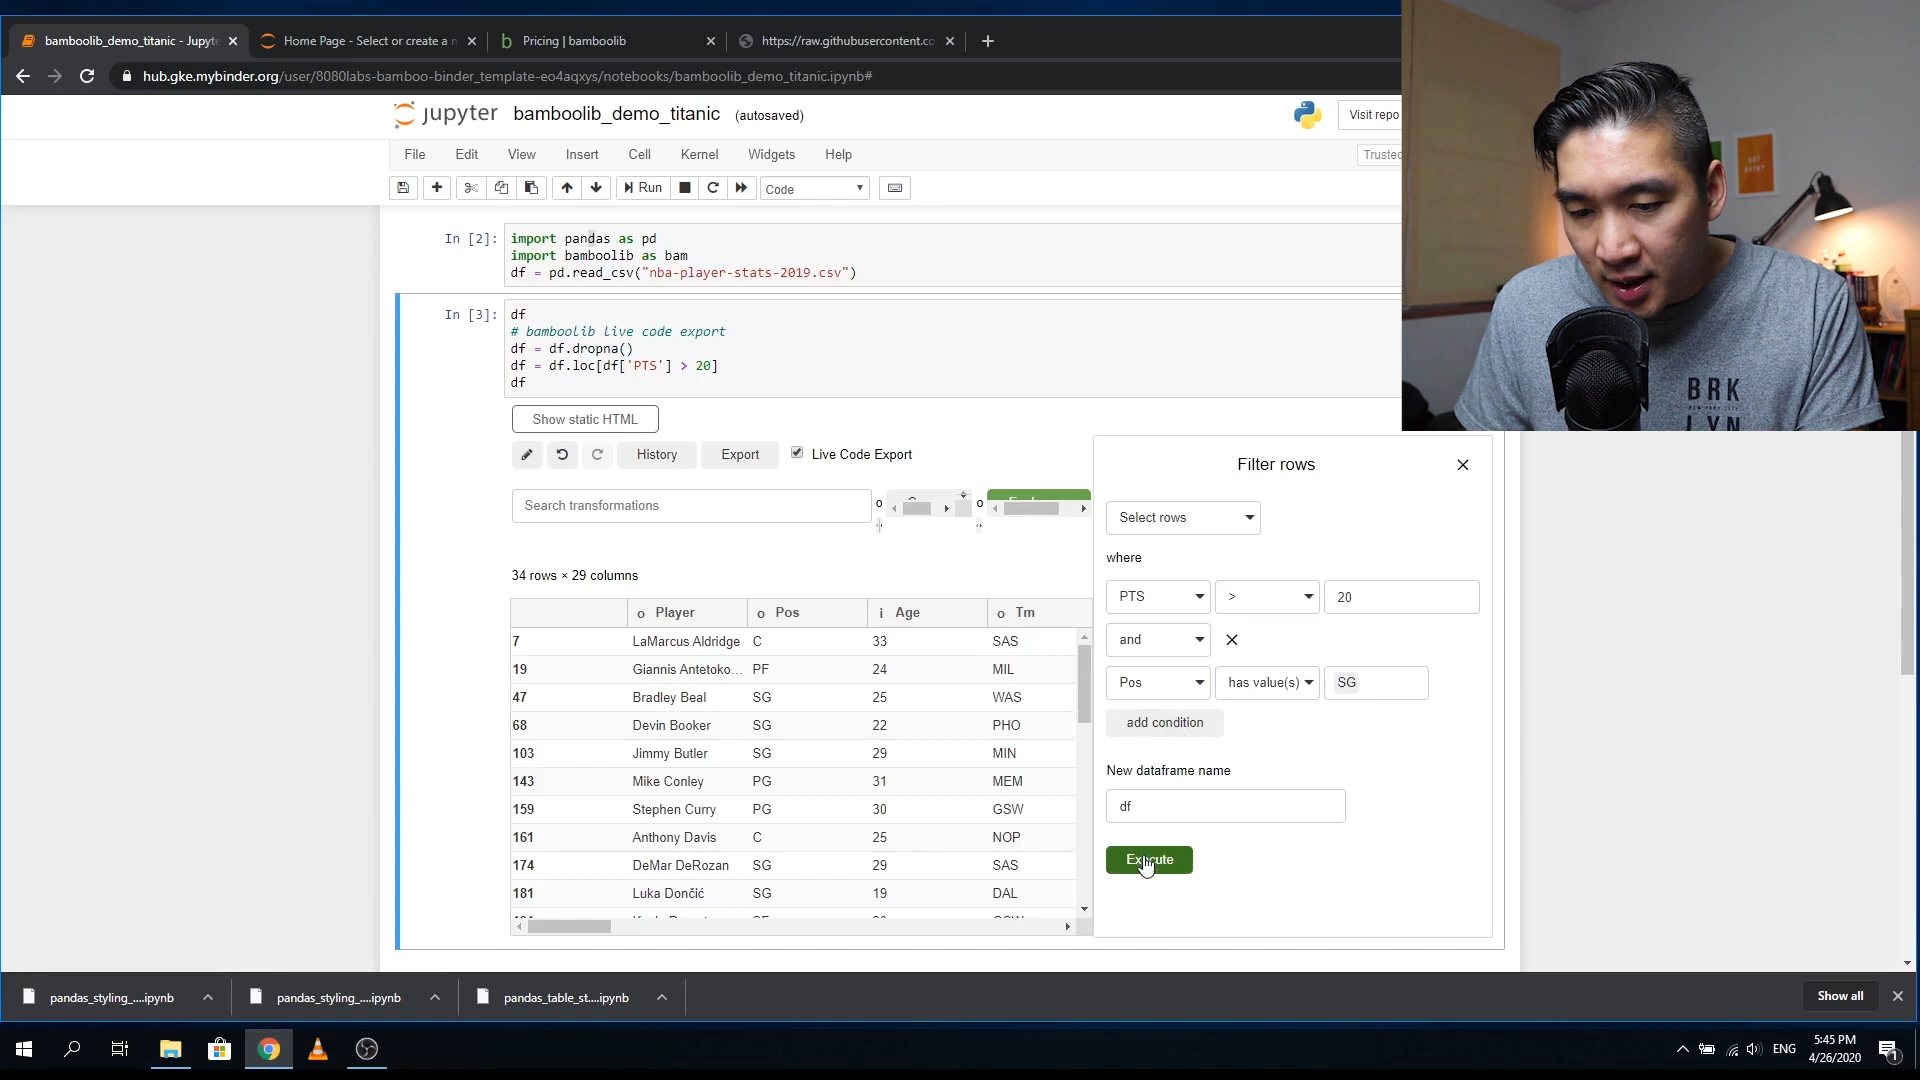 bamboolib_demo_titanic - Jupyte
Home Page - Select or create a n
Pricing | bamboolib
https://raw.githubusercontent.co
hub.gke.mybinder.org/user/8080labs-bamboo-binder_template-eo4aqxys/notebooks/bamboolib_demo_titanic.ipynb#
jupyter bamboolib_demo_titanic (autosaved)
Visit repo
File Edit View Insert Cell Kernel Widgets Help
Trusted
Run Code
In [2]: import pandas as pd
import bamboolib as bam
df = pd.read_csv("nba-player-stats-2019.csv")
In [3]: df
# bamboolib live code export
df = df.dropna()
df = df.loc[df['PTS'] > 20]
df
Show static HTML
History Export Live Code Export
Search transformations
34 rows × 29 columns
o Player o Pos i Age o Tm
7 LaMarcus Aldridge C 33 SAS
19 Giannis Antetoko... PF 24 MIL
47 Bradley Beal SG 25 WAS
68 Devin Booker SG 22 PHO
103 Jimmy Butler SG 29 MIN
143 Mike Conley PG 31 MEM
159 Stephen Curry PG 30 GSW
161 Anthony Davis C 25 NOP
174 DeMar DeRozan SG 29 SAS
181 Luka Dončić SG 19 DAL
Filter rows
Select rows
where
PTS > 20
and
Pos has value(s) SG
add condition
New dataframe name
df
Execute
BRK
LYN
pandas_styling_....ipynb
pandas_styling_....ipynb
pandas_table_st....ipynb
Show all
ENG
5:45 PM
4/26/2020
1